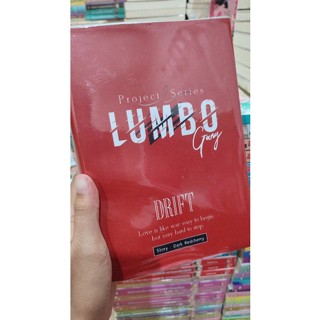 Project Series
LUMBO
Gang
DRIFT
Love is like war easy to begin
but very hard to stop.
Story : Dark Redcherry